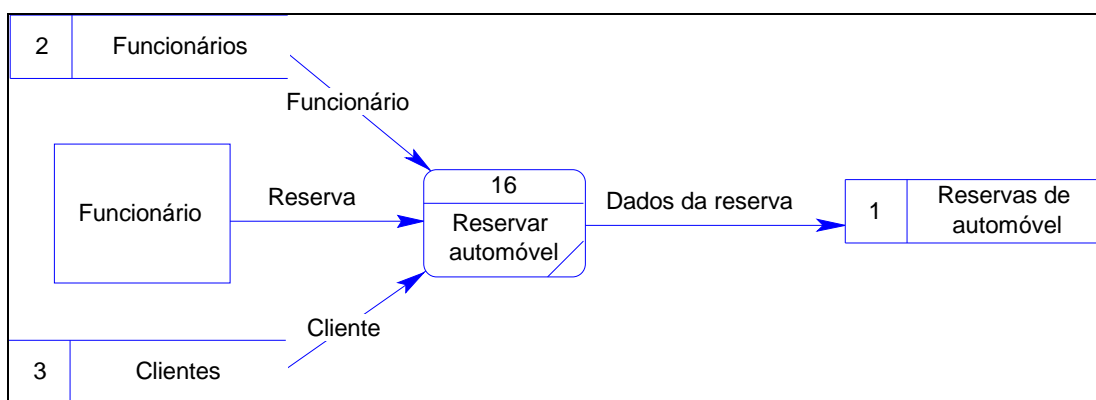 2 Funcionários
Funcionário
Funcionário
Reserva
16
Reservar
automóvel
Dados da reserva
1
Reservas de
automóvel
Cliente
3 Clientes